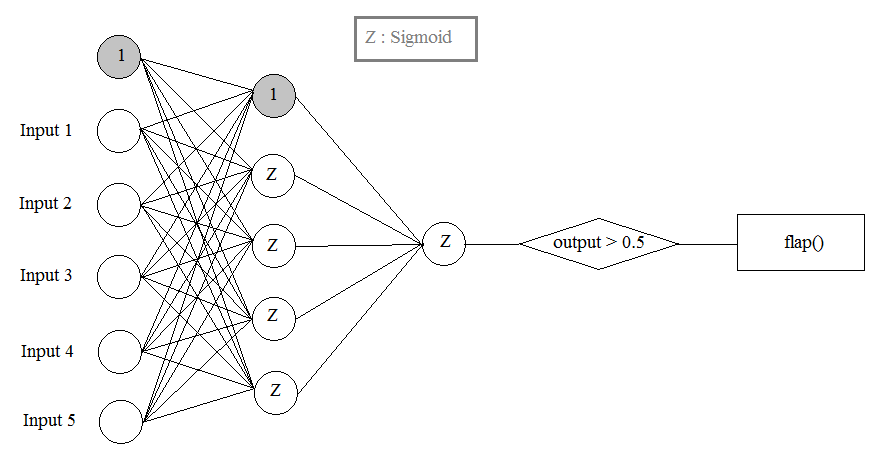 Z : Sigmoid
1
1
Input 1
Z
Input 2
Z
Z
output > 0.5
flap()
Input 3
Z
Input 4
Z
Input 5